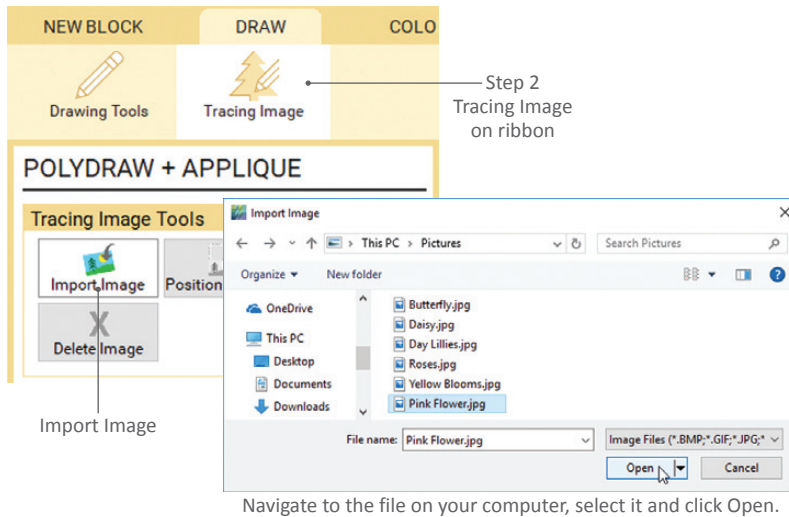 NEW BLOCK DRAW COLO
Drawing Tools Tracing Image
Step 2
Tracing Image
on ribbon
POLYDRAW + APPLIQUE
Tracing Image Tools
Import Image Position
Delete Image
Import Image
Import Image
This PC > Pictures Search Pictures
Organize New folder
OneDrive
This PC
Desktop
Documents
Downloads
Butterfly.jpg
Daisy.jpg
Day Lillies.jpg
Roses.jpg
Yellow Blooms.jpg
Pink Flower.jpg
File name: Pink Flower.jpg Image Files (*.BMP;*.GIF;*.JPG;*
Open Cancel
Navigate to the file on your computer, select it and click Open.